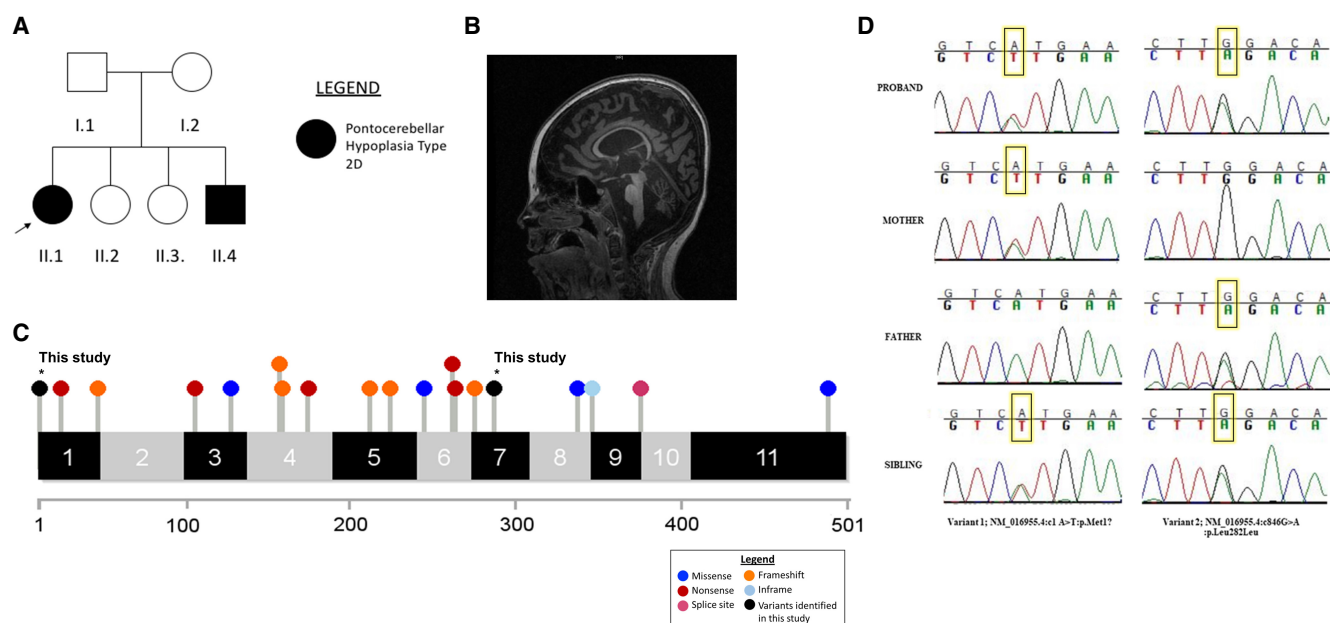 A
I.1
I.2
II.1
II.2
II.3.
II.4
LEGEND
Pontocerebellar
Hypoplasia Type
2D
B
C
This study
*
This study
*
1 2 3 4 5 6 7 8 9 10 11
1 100 200 300 400 501
Legend
Missense
Nonsense
Splice site
Frameshift
Inframe
Variants identified
in this study
D
PROBAND
G T C A T G A A
G T C T T G A A
C T T G G A C A
C T T A G A C A
MOTHER
G T C A T G A A
G T C T T G A A
C T T G G A C A
C T T G G A C A
FATHER
G T C A T G A A
G T C A T G A A
C T T G G A C A
C T T A G A C A
SIBLING
G T C A T G A A
G T C T T G A A
C T T G G A C A
C T T A G A C A
Variant 1; NM_016955.4:c1 A>T:p.Met1?
Variant 2; NM_016955.4:c846G>A
:p.Leu282Leu